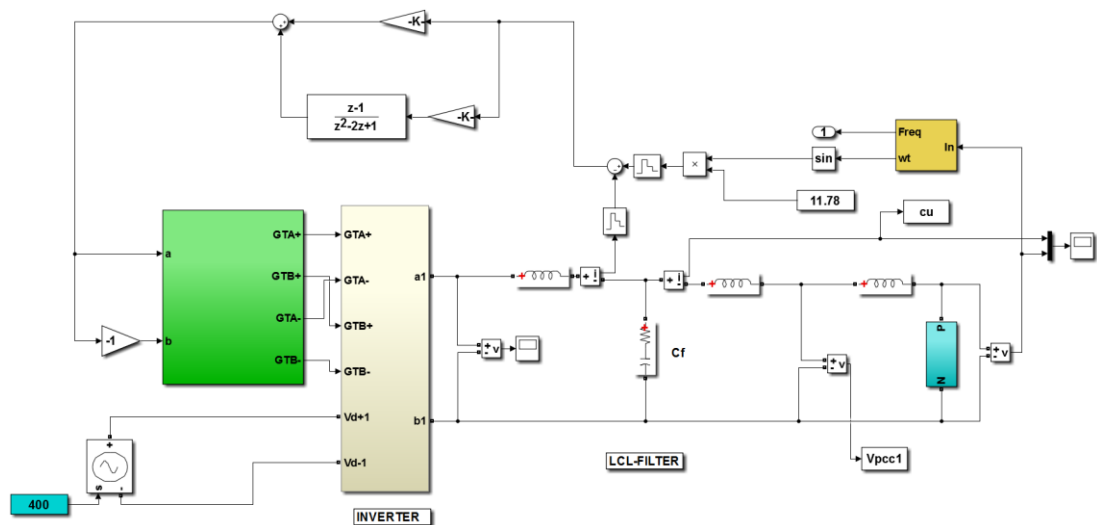 -K-
z-1
z²-2z+1
-K-
Freq
wt
In
1
sin
×
11.78
cu
GTA+
GTB+
GTA-
GTB-
a
b
-1
GTA+
GTA-
GTB+
GTB-
Vd+1
Vd-1
a1
b1
+
i
+
i
+
-
v
+
-
v
+
-
v
Cf
P
N
Vpcc1
LCL-FILTER
+
s
-
400
INVERTER